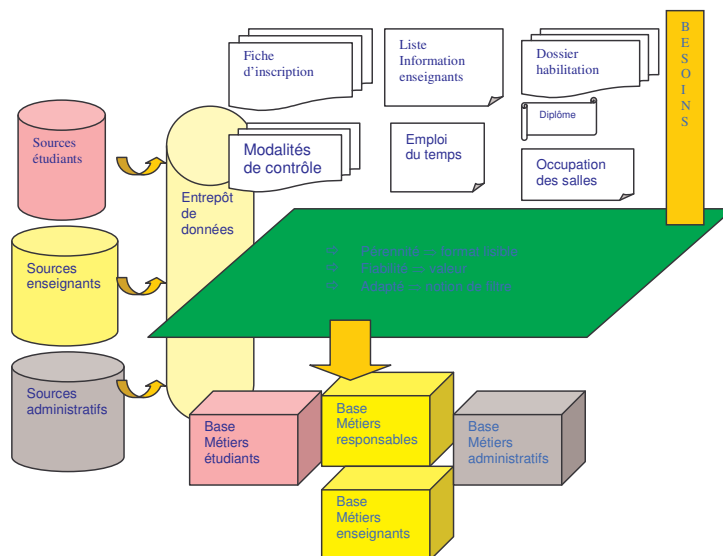 Fiche
d'inscription
Liste
Information
enseignants
Dossier
habilitation
BESOINS
Diplôme
Sources
étudiants
Modalités
de contrôle
Emploi
du temps
Occupation
des salles
Entrepôt
de
données
Sources
enseignants
Sources
administratifs
Base
Métiers
étudiants
Base
Métiers
responsables
Base
Métiers
administratifs
Base
Métiers
enseignants